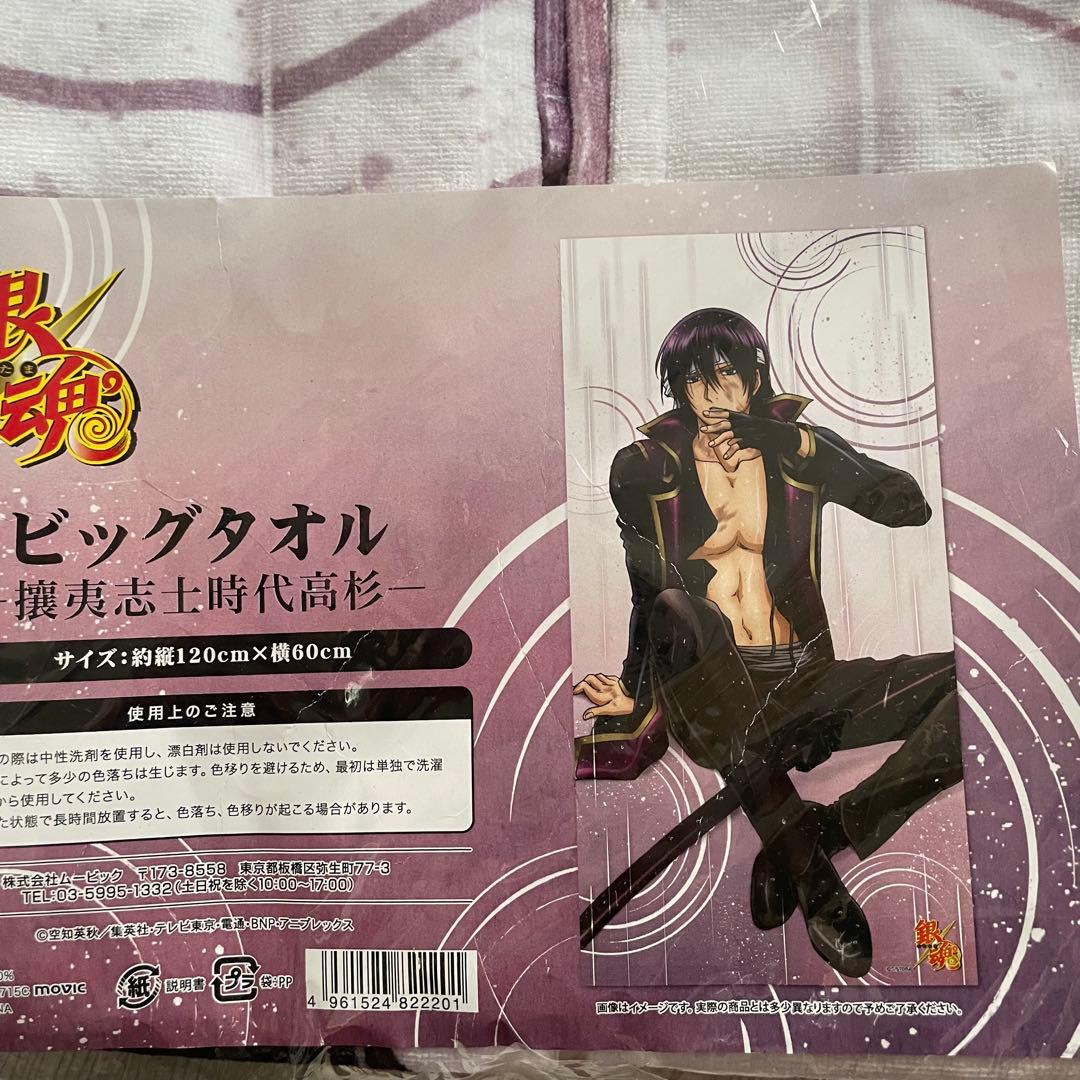 銀
たま
魂
ビッグタオル
－攘夷志士時代高杉－
サイズ：約縦120cm×横60cm
使用上のご注意
の際は中性洗剤を使用し、漂白剤は使用しないでください。
によって多少の色落ちは生じます。色移りを避けるため、最初は単独で洗濯
から使用してください。
た状態で長時間放置すると、色落ち、色移りが起こる場合があります。
株式会社ムービック 〒173-8558 東京都板橋区弥生町77-3
TEL:03-5995-1332(土日祝を除く10:00〜17:00)
©空知英秋／集英社・テレビ東京・電通・BNP・アニプレックス
0%
715C movic
NA
紙 説明書 プラ 袋:PP
4 961524 822201
銀
魂
画像はイメージです。実際の商品とは多少異なりますので予めご了承ください。